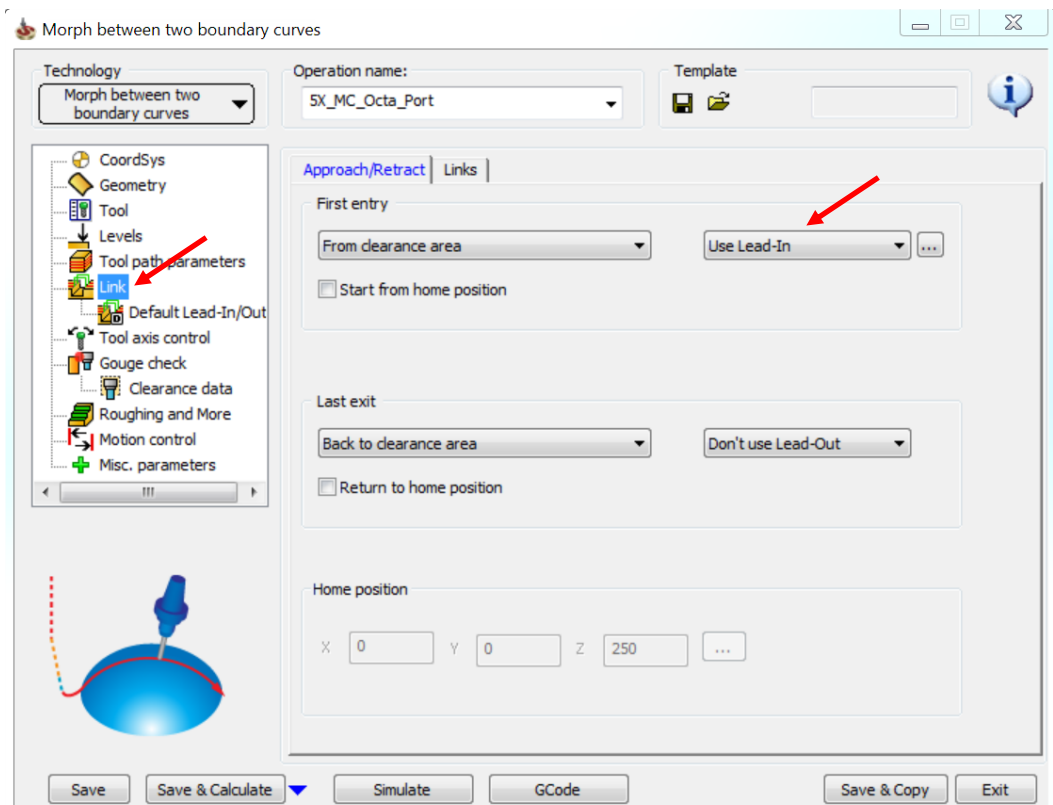 Morph between two boundary curves
Technology
Morph between two
boundary curves
Operation name:
5X_MC_Octa_Port
Template
CoordSys
Geometry
Tool
Levels
Tool path parameters
Link
Default Lead-In/Out
Tool axis control
Gouge check
Clearance data
Roughing and More
Motion control
Misc. parameters
Approach/Retract
Links
First entry
From clearance area
Use Lead-In
...
Start from home position
Last exit
Back to clearance area
Don't use Lead-Out
Return to home position
Home position
X 0 Y 0 Z 250 ...
Save
Save & Calculate
Simulate
GCode
Save & Copy
Exit